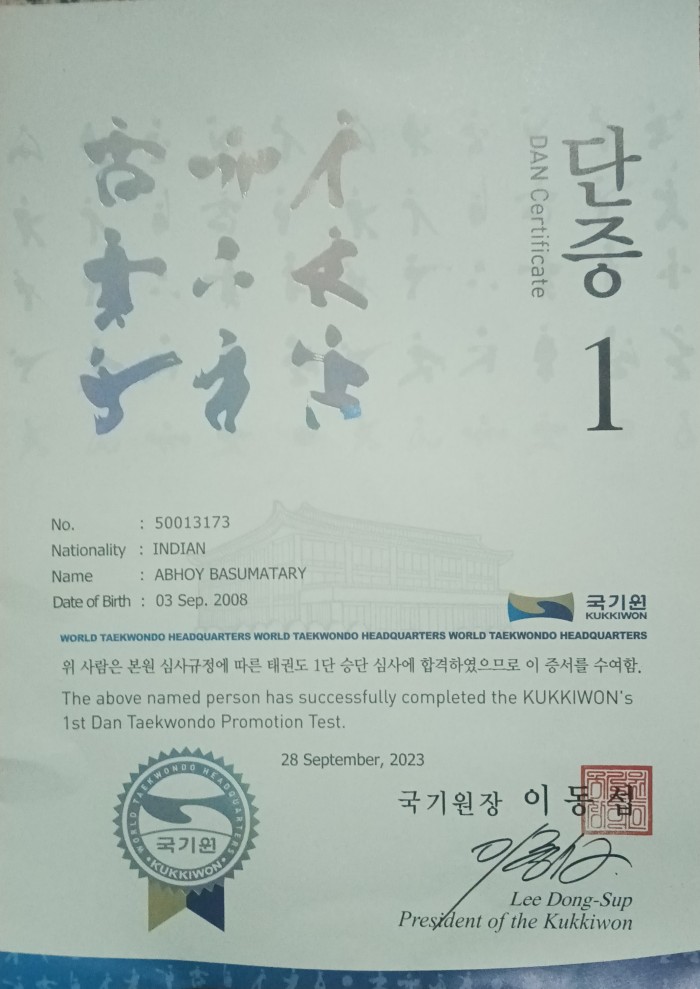 단증
DAN Certificate
1
No. : 50013173
Nationality : INDIAN
Name : ABHOY BASUMATARY
Date of Birth : 03 Sep. 2008
국기원
KUKKIWON
WORLD TAEKWONDO HEADQUARTERS WORLD TAEKWONDO HEADQUARTERS WORLD TAEKWONDO HEADQUARTERS
위 사람은 본원 심사규정에 따른 태권도 1단 승단 심사에 합격하였으므로 이 증서를 수여함.
The above named person has successfully completed the KUKKIWON's
1st Dan Taekwondo Promotion Test.
28 September, 2023
국기원장 이동섭
WORLD TAEKWONDO HEADQUARTERS
국기원
KUKKIWON
Lee Dong-Sup
President of the Kukkiwon